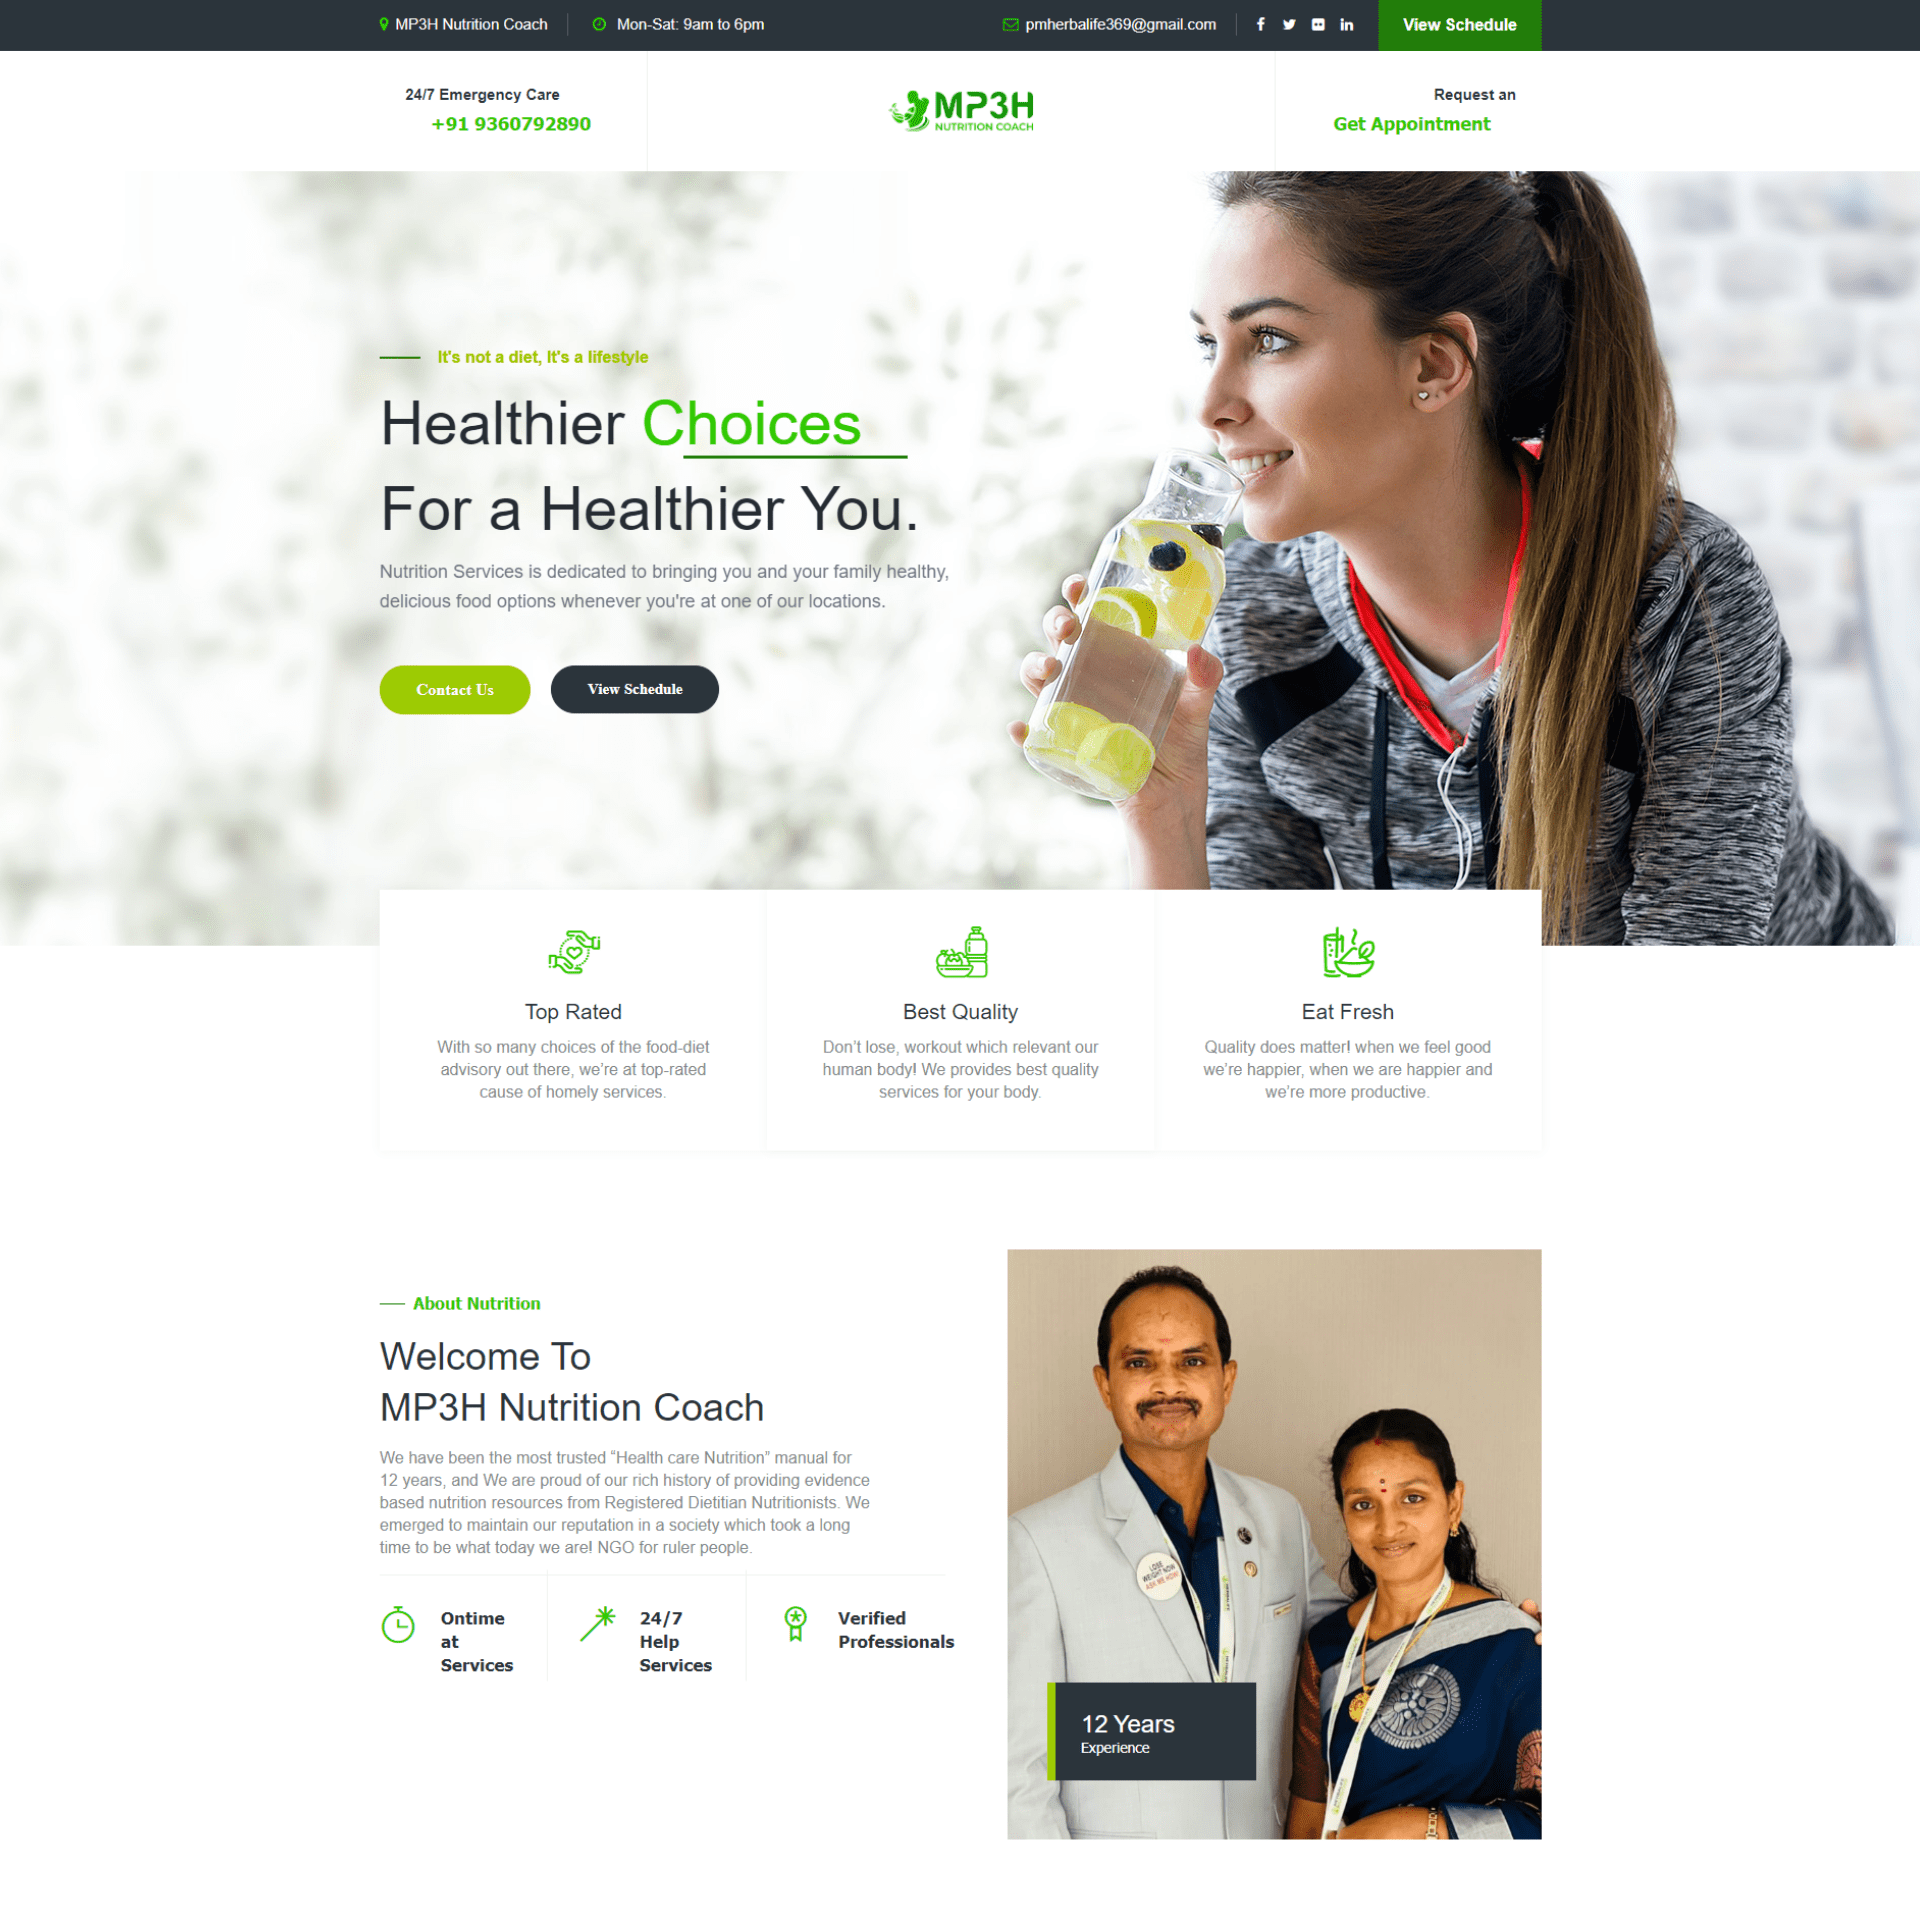 MP3H Nutrition Coach
Mon-Sat: 9am to 6pm
pmherbalife369@gmail.com
View Schedule
24/7 Emergency Care
+91 9360792890
MP3H
NUTRITION COACH
Request an
Get Appointment
It's not a diet, It's a lifestyle
Healthier Choices
For a Healthier You.
Nutrition Services is dedicated to bringing you and your family healthy,
delicious food options whenever you're at one of our locations.
Contact Us
View Schedule
Top Rated
With so many choices of the food-diet
advisory out there, we’re at top-rated
cause of homely services.
Best Quality
Don’t lose, workout which relevant our
human body! We provides best quality
services for your body.
Eat Fresh
Quality does matter! when we feel good
we’re happier, when we are happier and
we’re more productive.
About Nutrition
Welcome To
MP3H Nutrition Coach
We have been the most trusted “Health care Nutrition” manual for
12 years, and We are proud of our rich history of providing evidence
based nutrition resources from Registered Dietitian Nutritionists. We
emerged to maintain our reputation in a society which took a long
time to be what today we are! NGO for ruler people.
Ontime
at
Services
24/7
Help
Services
Verified
Professionals
LOSE
WEIGHT NOW
ASK ME HOW!
12 Years
Experience